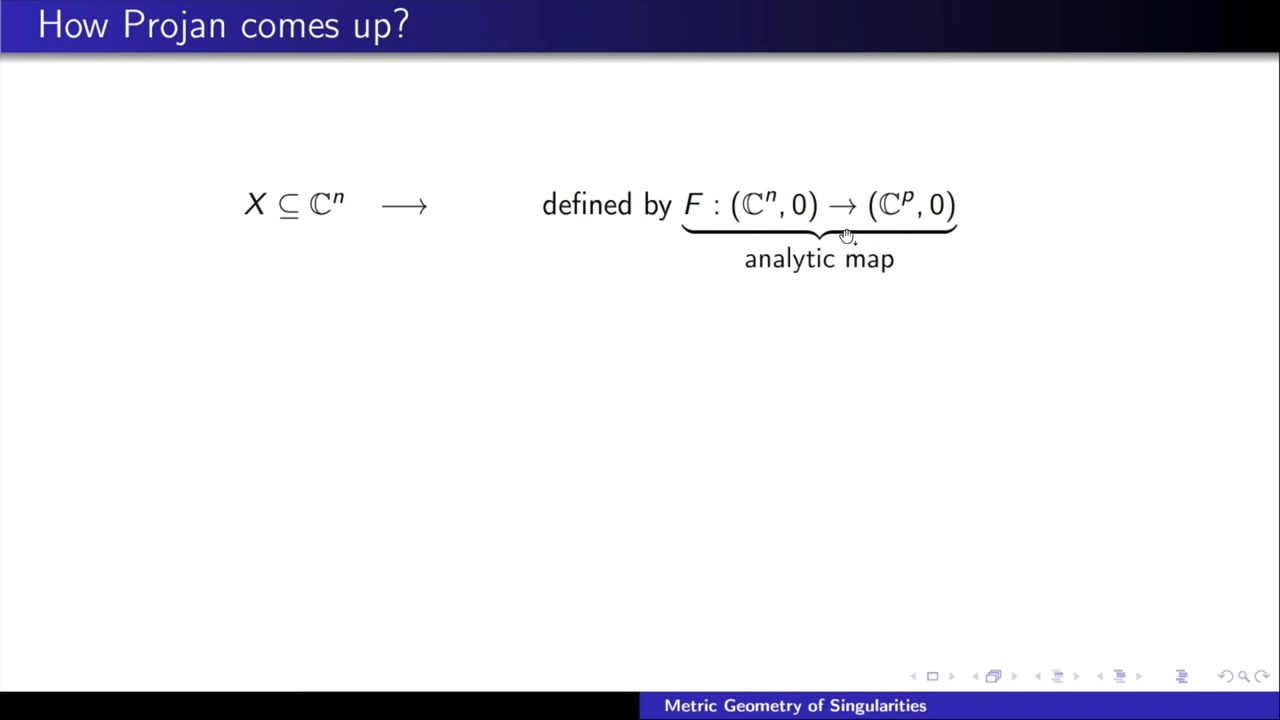 How Projan comes up?
X ⊆ ℂⁿ ⟶ defined by F : (ℂⁿ, 0) → (ℂᵖ, 0)
analytic map
Metric Geometry of Singularities